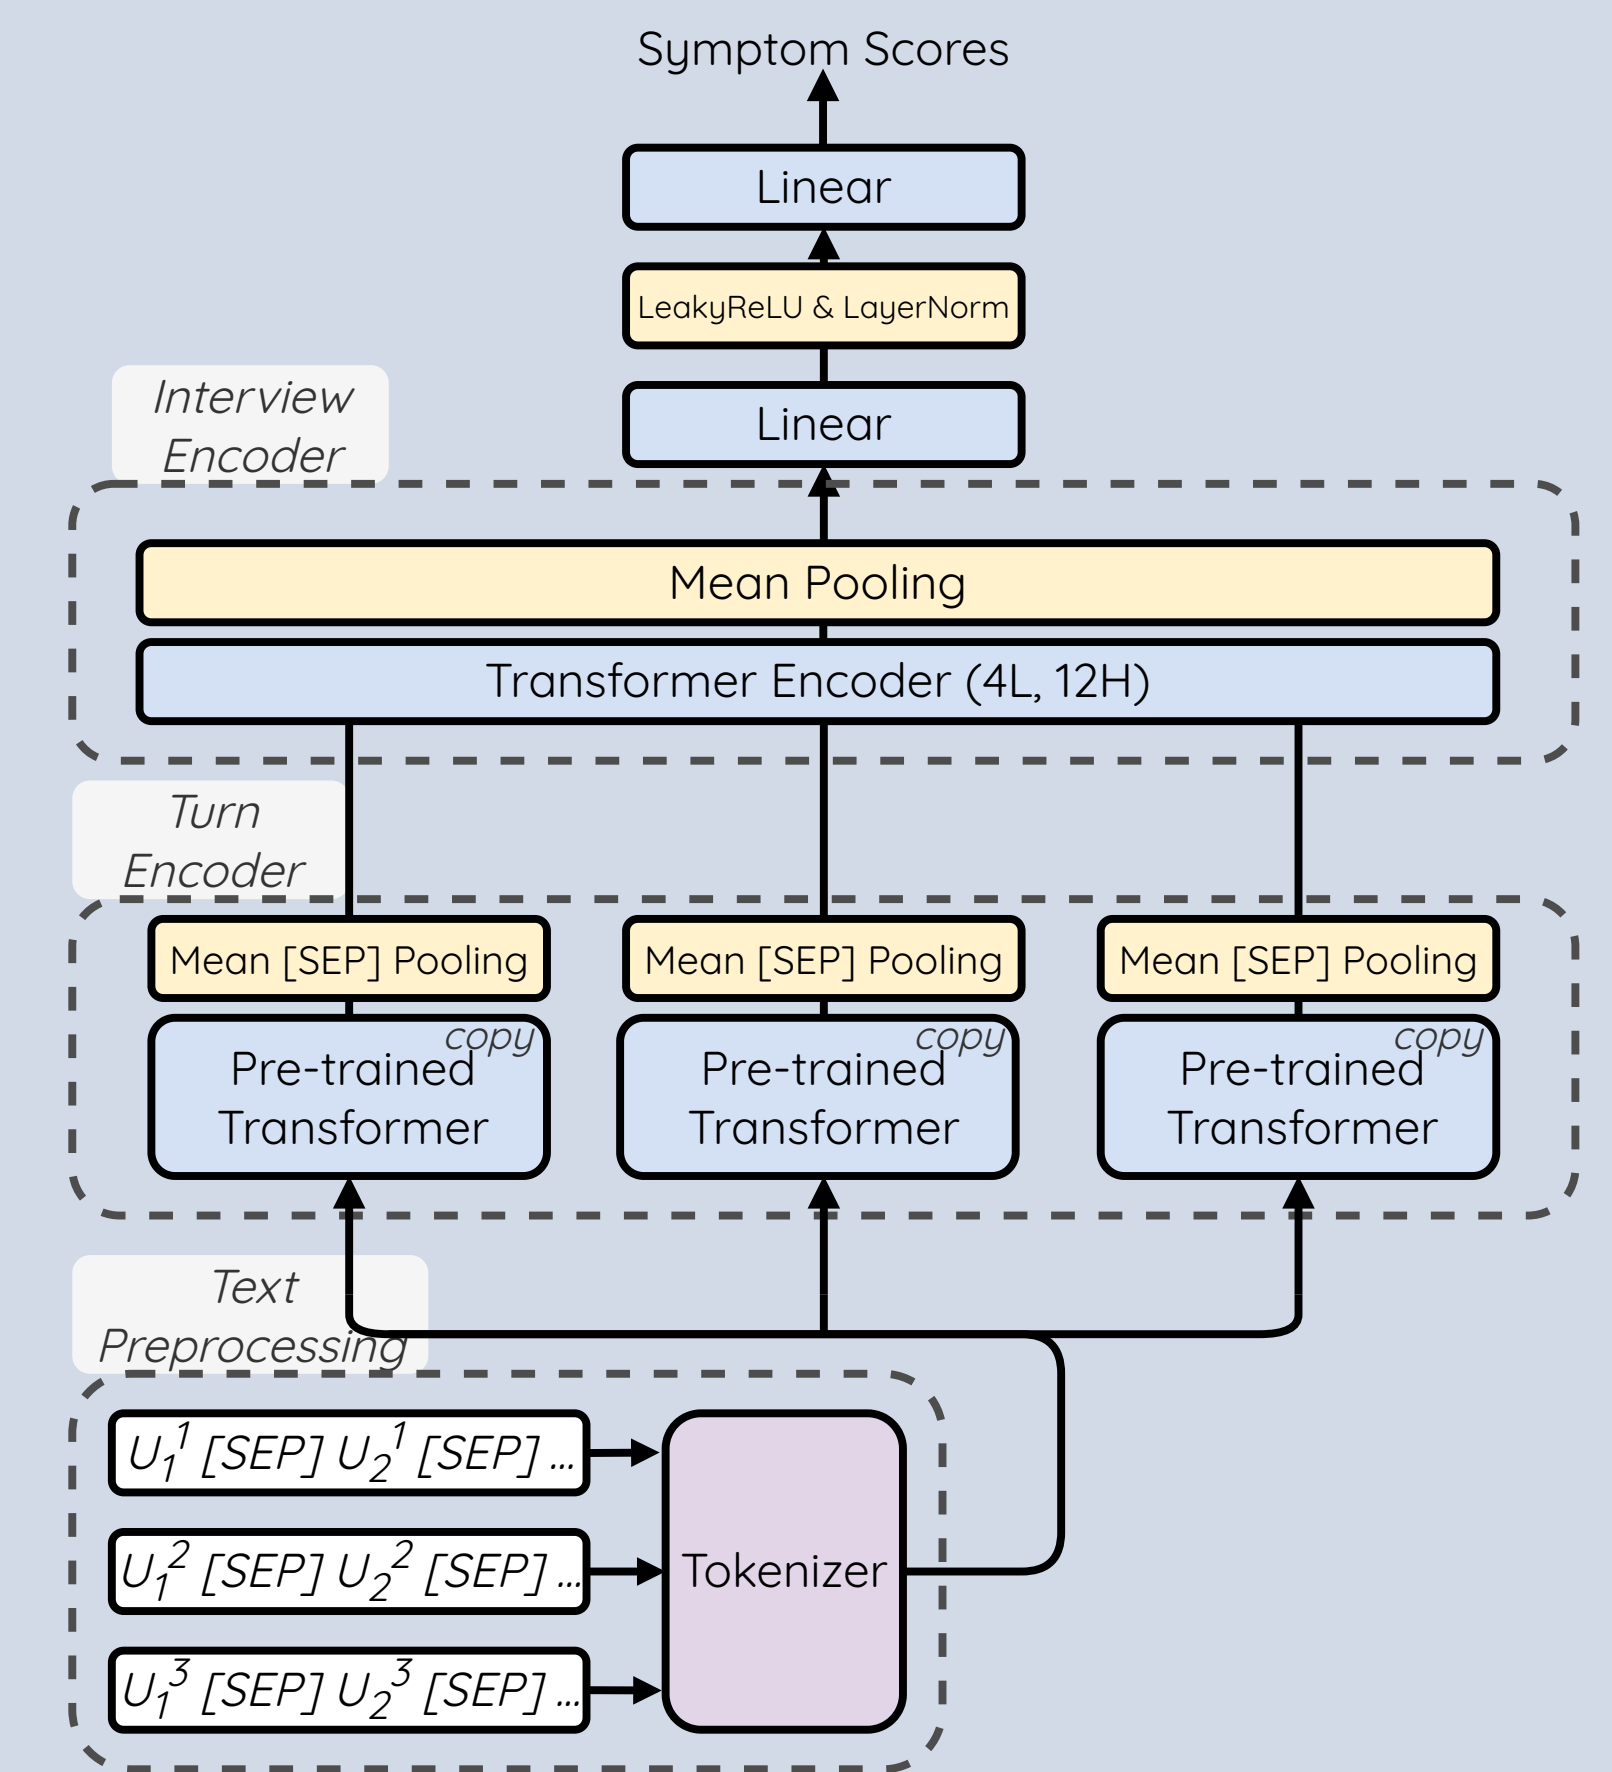 Symptom Scores
Linear
LeakyReLU & LayerNorm
Linear
Interview
Encoder
Mean Pooling
Transformer Encoder (4L, 12H)
Turn
Encoder
Mean [SEP] Pooling
Mean [SEP] Pooling
Mean [SEP] Pooling
copy
Pre-trained
Transformer
copy
Pre-trained
Transformer
copy
Pre-trained
Transformer
Text
Preprocessing
U₁¹ [SEP] U₂¹ [SEP] ...
U₁² [SEP] U₂² [SEP] ...
U₁³ [SEP] U₂³ [SEP] ...
Tokenizer